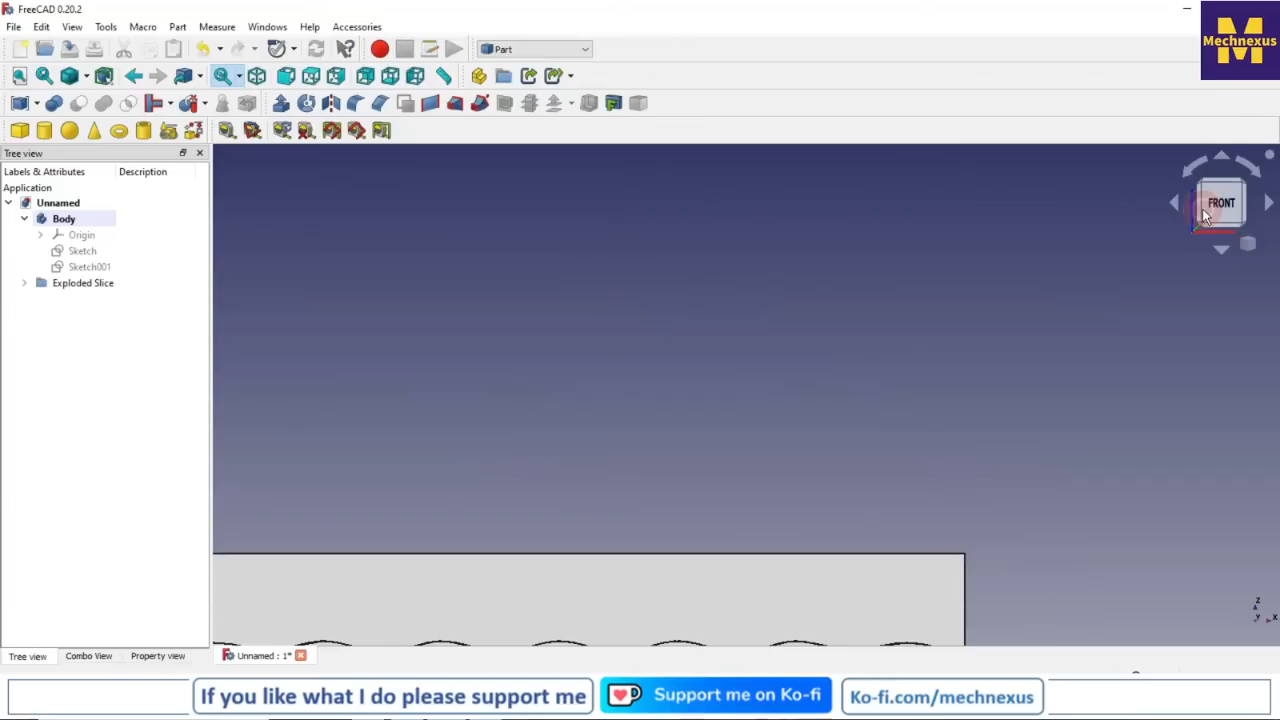 FreeCAD 0.20.2
File Edit View Tools Macro Part Measure Windows Help Accessories
Part
Mechnexus
Tree view
Labels & Attributes Description
Application
Unnamed
Body
Origin
Sketch
Sketch001
Exploded Slice
FRONT
z
y x
Tree view Combo View Property view Unnamed : 1*
If you like what I do please support me Support me on Ko-fi Ko-fi.com/mechnexus